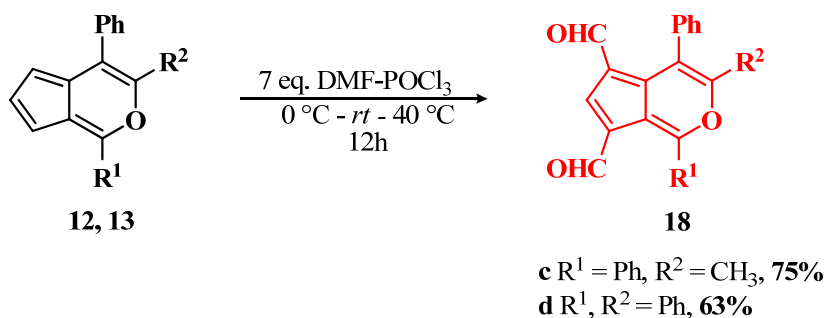 Ph
R²
O
R¹
12, 13
7 eq. DMF-POCl₃
0 °C - rt - 40 °C
12h
OHC
Ph
R²
O
OHC
R¹
18
c R¹ = Ph, R² = CH₃, 75%
d R¹, R² = Ph, 63%